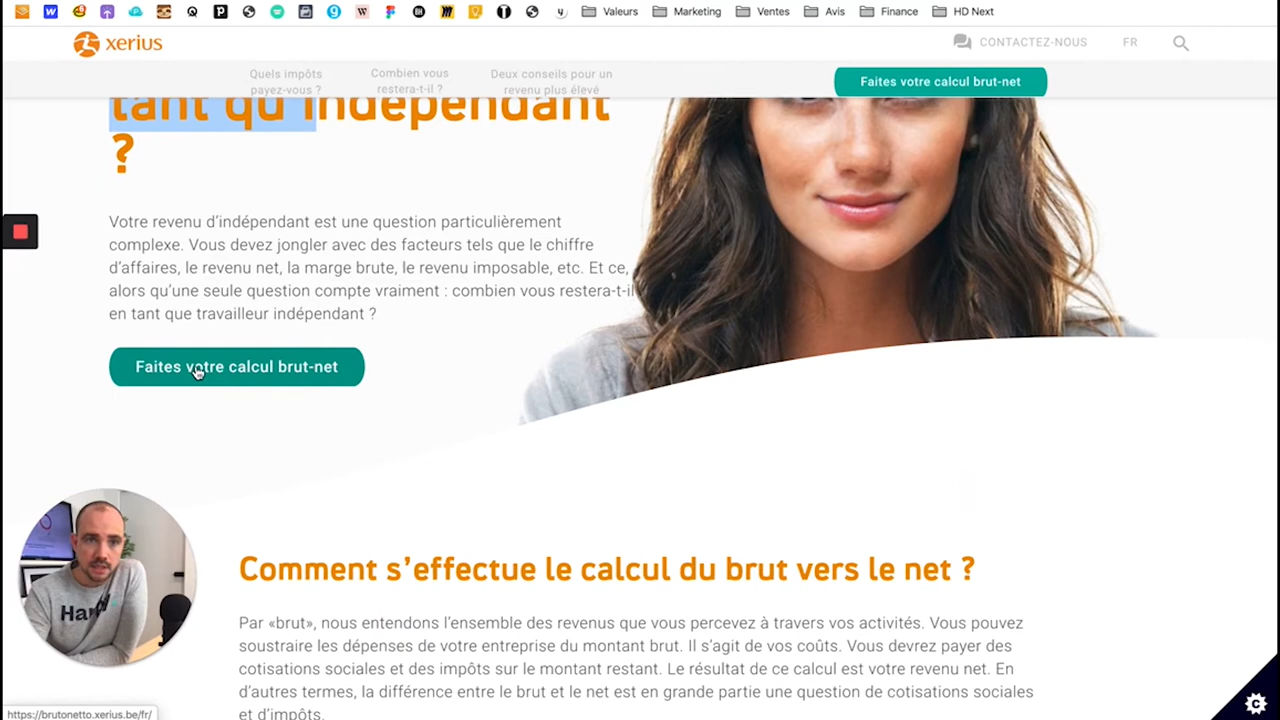 Valeurs
Marketing
Ventes
Avis
Finance
HD Next
xerius
CONTACTEZ-NOUS
FR
Quels impôts
payez-vous ?
Combien vous
restera-t-il ?
Deux conseils pour un
revenu plus élevé
Faites votre calcul brut-net
tant qu'indépendant
?
Votre revenu d'indépendant est une question particulièrement
complexe. Vous devez jongler avec des facteurs tels que le chiffre
d'affaires, le revenu net, la marge brute, le revenu imposable, etc. Et ce,
alors qu'une seule question compte vraiment : combien vous restera-t-il
en tant que travailleur indépendant ?
Faites votre calcul brut-net
Comment s'effectue le calcul du brut vers le net ?
Par «brut», nous entendons l'ensemble des revenus que vous percevez à travers vos activités. Vous pouvez
soustraire les dépenses de votre entreprise du montant brut. Il s'agit de vos coûts. Vous devrez payer des
cotisations sociales et des impôts sur le montant restant. Le résultat de ce calcul est votre revenu net. En
d'autres termes, la différence entre le brut et le net est en grande partie une question de cotisations sociales
et d'impôts.
https://brutonetto.xerius.be/fr/